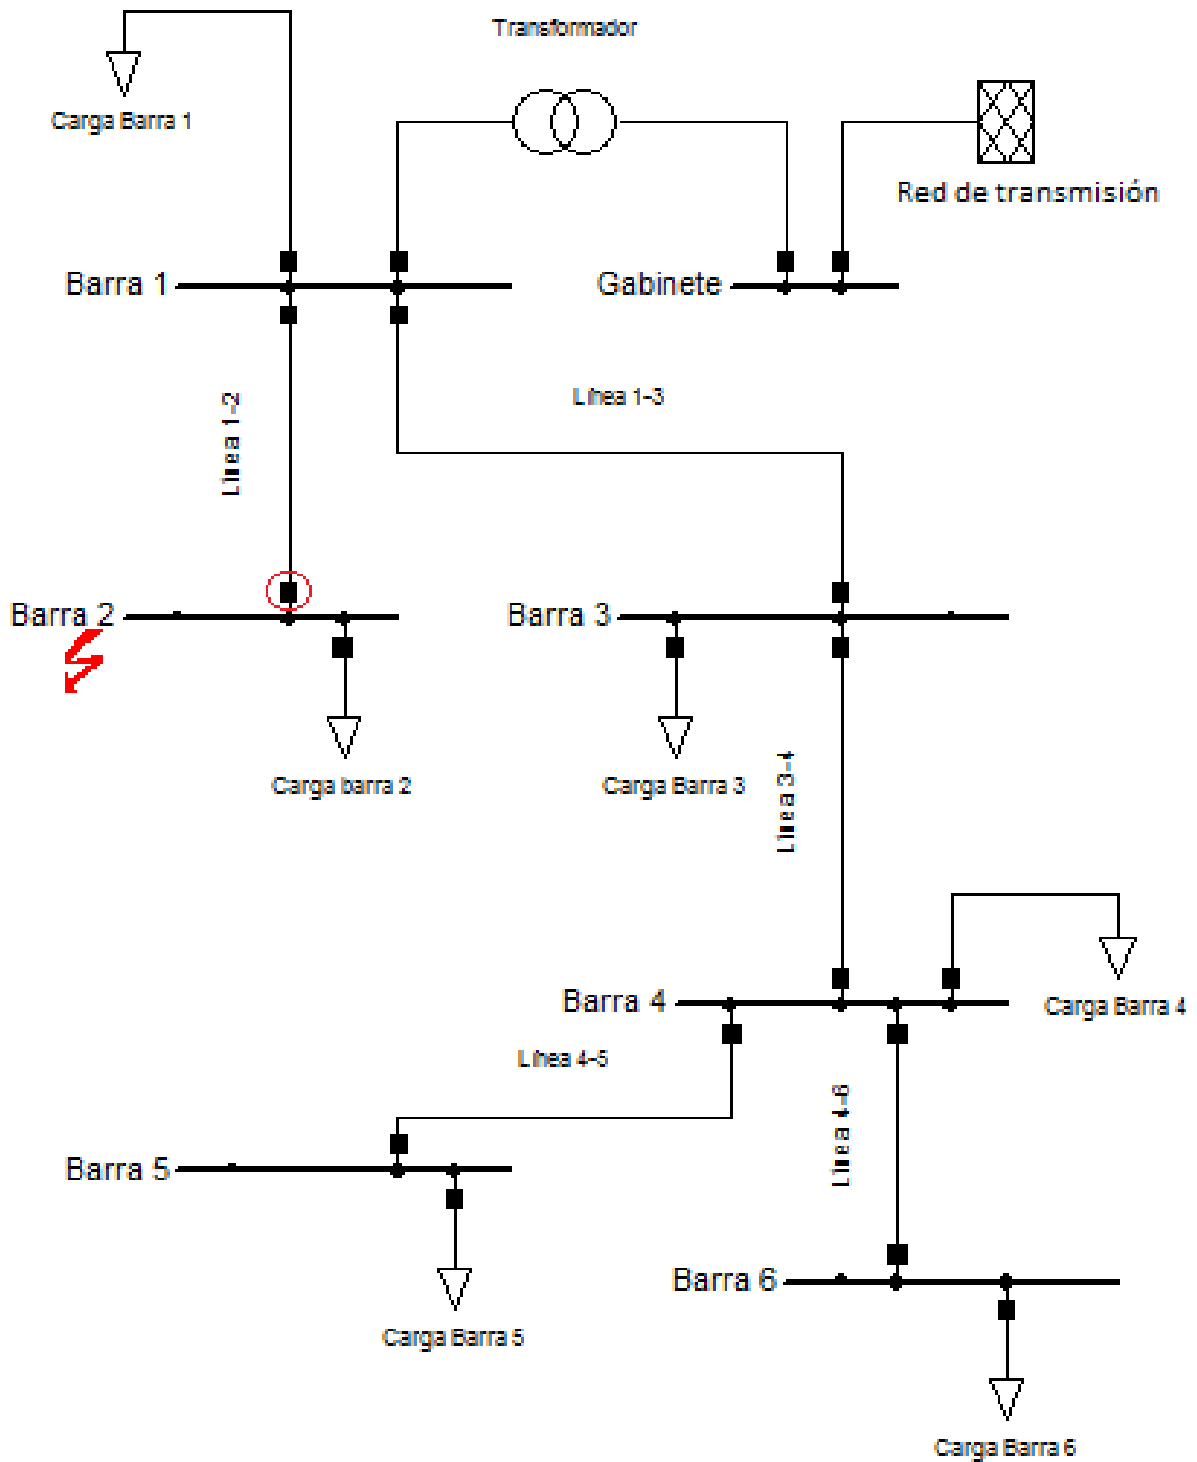 Transformador
Carga Barra 1
Red de transmisión
Barra 1
Gabinete
Línea 1-2
Línea 1-3
Barra 2
Barra 3
Carga barra 2
Carga Barra 3
Línea 3-4
Barra 4
Carga Barra 4
Línea 4-5
Línea 4-6
Barra 5
Barra 6
Carga Barra 5
Carga Barra 6